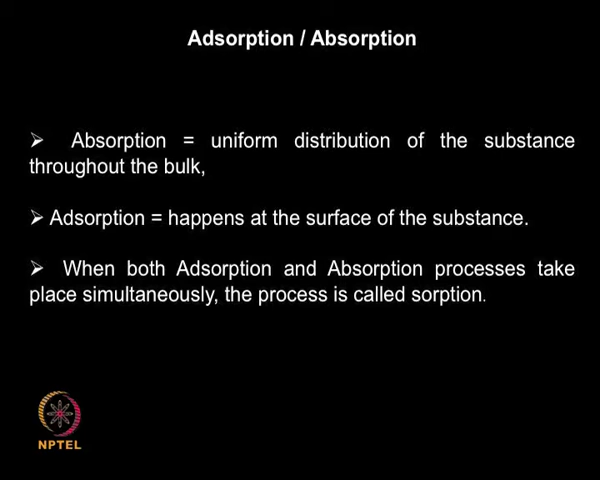 Adsorption / Absorption
➢ Absorption = uniform distribution of the substance
throughout the bulk,
➢ Adsorption = happens at the surface of the substance.
➢ When both Adsorption and Absorption processes take
place simultaneously, the process is called sorption.
NPTEL